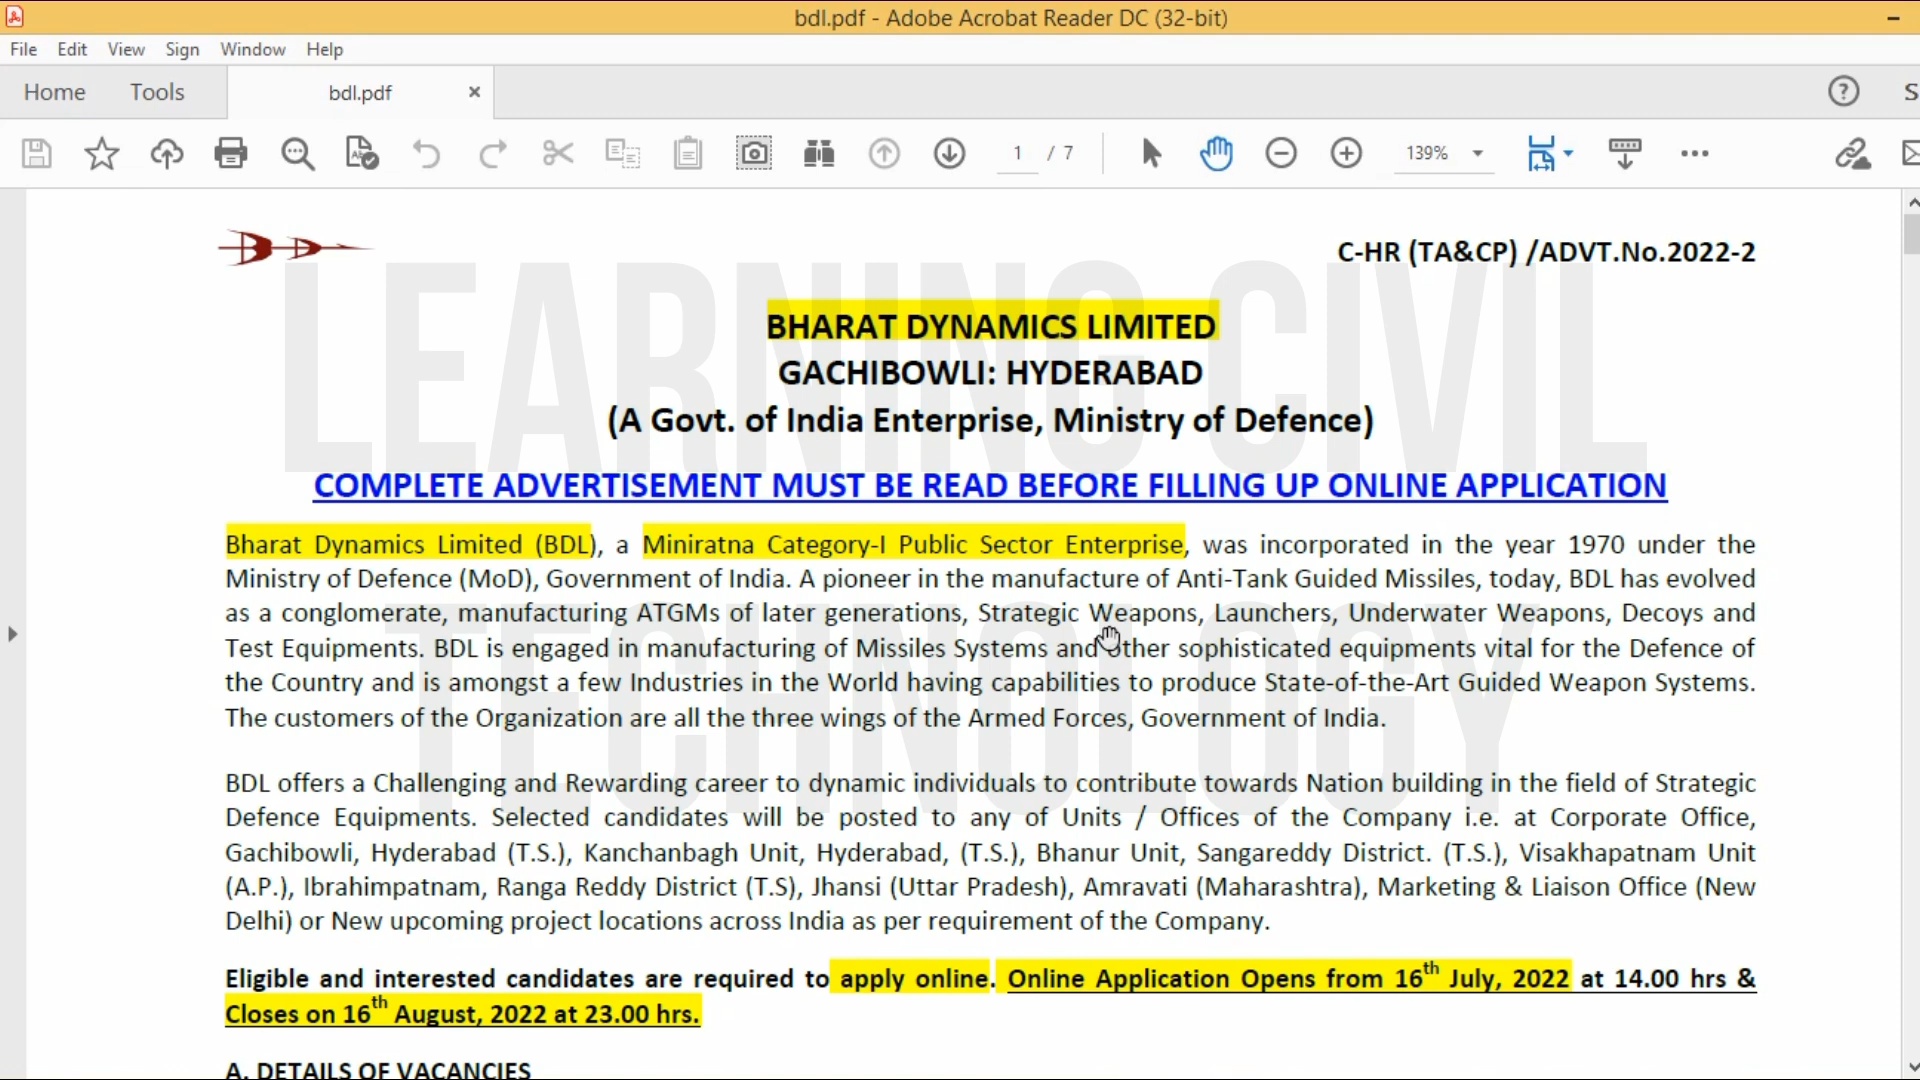 bdl.pdf - Adobe Acrobat Reader DC (32-bit)
File Edit View Sign Window Help
Home Tools bdl.pdf × ? S
1 / 7 139%
C-HR (TA&CP) /ADVT.No.2022-2
BHARAT DYNAMICS LIMITED
GACHIBOWLI: HYDERABAD
(A Govt. of India Enterprise, Ministry of Defence)
LEARNING CIVIL
COMPLETE ADVERTISEMENT MUST BE READ BEFORE FILLING UP ONLINE APPLICATION
Bharat Dynamics Limited (BDL), a Miniratna Category-I Public Sector Enterprise, was incorporated in the year 1970 under the
Ministry of Defence (MoD), Government of India. A pioneer in the manufacture of Anti-Tank Guided Missiles, today, BDL has evolved
as a conglomerate, manufacturing ATGMs of later generations, Strategic Weapons, Launchers, Underwater Weapons, Decoys and
Test Equipments. BDL is engaged in manufacturing of Missiles Systems and other sophisticated equipments vital for the Defence of
the Country and is amongst a few Industries in the World having capabilities to produce State-of-the-Art Guided Weapon Systems.
The customers of the Organization are all the three wings of the Armed Forces, Government of India.
TECHNOLOGY
BDL offers a Challenging and Rewarding career to dynamic individuals to contribute towards Nation building in the field of Strategic
Defence Equipments. Selected candidates will be posted to any of Units / Offices of the Company i.e. at Corporate Office,
Gachibowli, Hyderabad (T.S.), Kanchanbagh Unit, Hyderabad, (T.S.), Bhanur Unit, Sangareddy District. (T.S.), Visakhapatnam Unit
(A.P.), Ibrahimpatnam, Ranga Reddy District (T.S), Jhansi (Uttar Pradesh), Amravati (Maharashtra), Marketing & Liaison Office (New
Delhi) or New upcoming project locations across India as per requirement of the Company.
Eligible and interested candidates are required to apply online. Online Application Opens from 16th July, 2022 at 14.00 hrs &
Closes on 16th August, 2022 at 23.00 hrs.
A. DETAILS OF VACANCIES